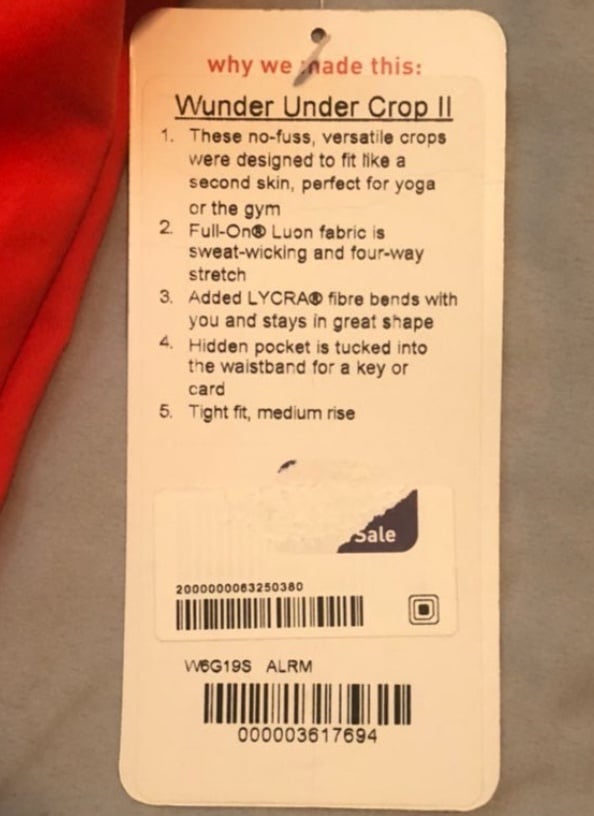 why we made this:
Wunder Under Crop II
1. These no-fuss, versatile crops
were designed to fit like a
second skin, perfect for yoga
or the gym
2. Full-On® Luon fabric is
sweat-wicking and four-way
stretch
3. Added LYCRA® fibre bends with
you and stays in great shape
4. Hidden pocket is tucked into
the waistband for a key or
card
5. Tight fit, medium rise
Sale
2000000063250380
W6G19S ALRM
000003617694